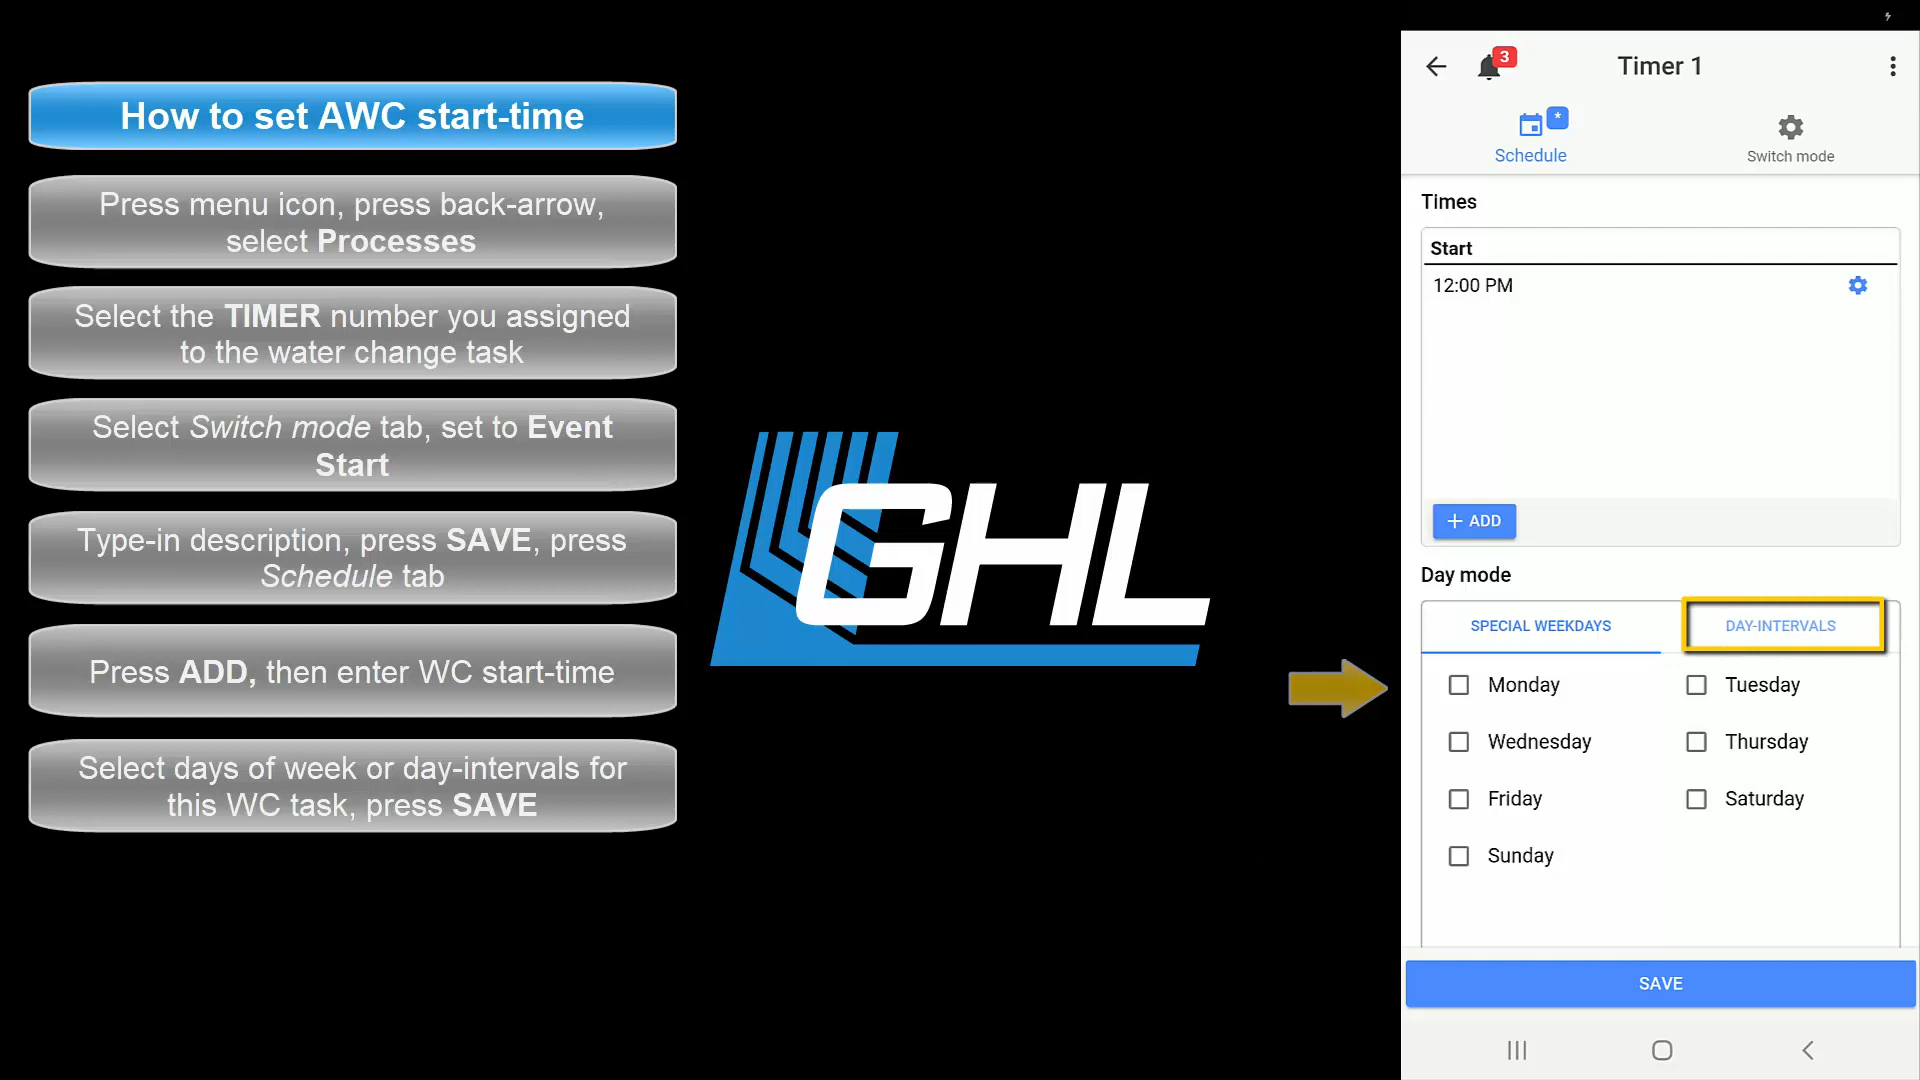 How to set AWC start-time
Press menu icon, press back-arrow,
select Processes
Select the TIMER number you assigned
to the water change task
Select Switch mode tab, set to Event
Start
Type-in description, press SAVE, press
Schedule tab
Press ADD, then enter WC start-time
Select days of week or day-intervals for
this WC task, press SAVE
GHL
3
Timer 1
*
Schedule
Switch mode
Times
Start
12:00 PM
+ ADD
Day mode
SPECIAL WEEKDAYS
DAY-INTERVALS
Monday
Tuesday
Wednesday
Thursday
Friday
Saturday
Sunday
SAVE